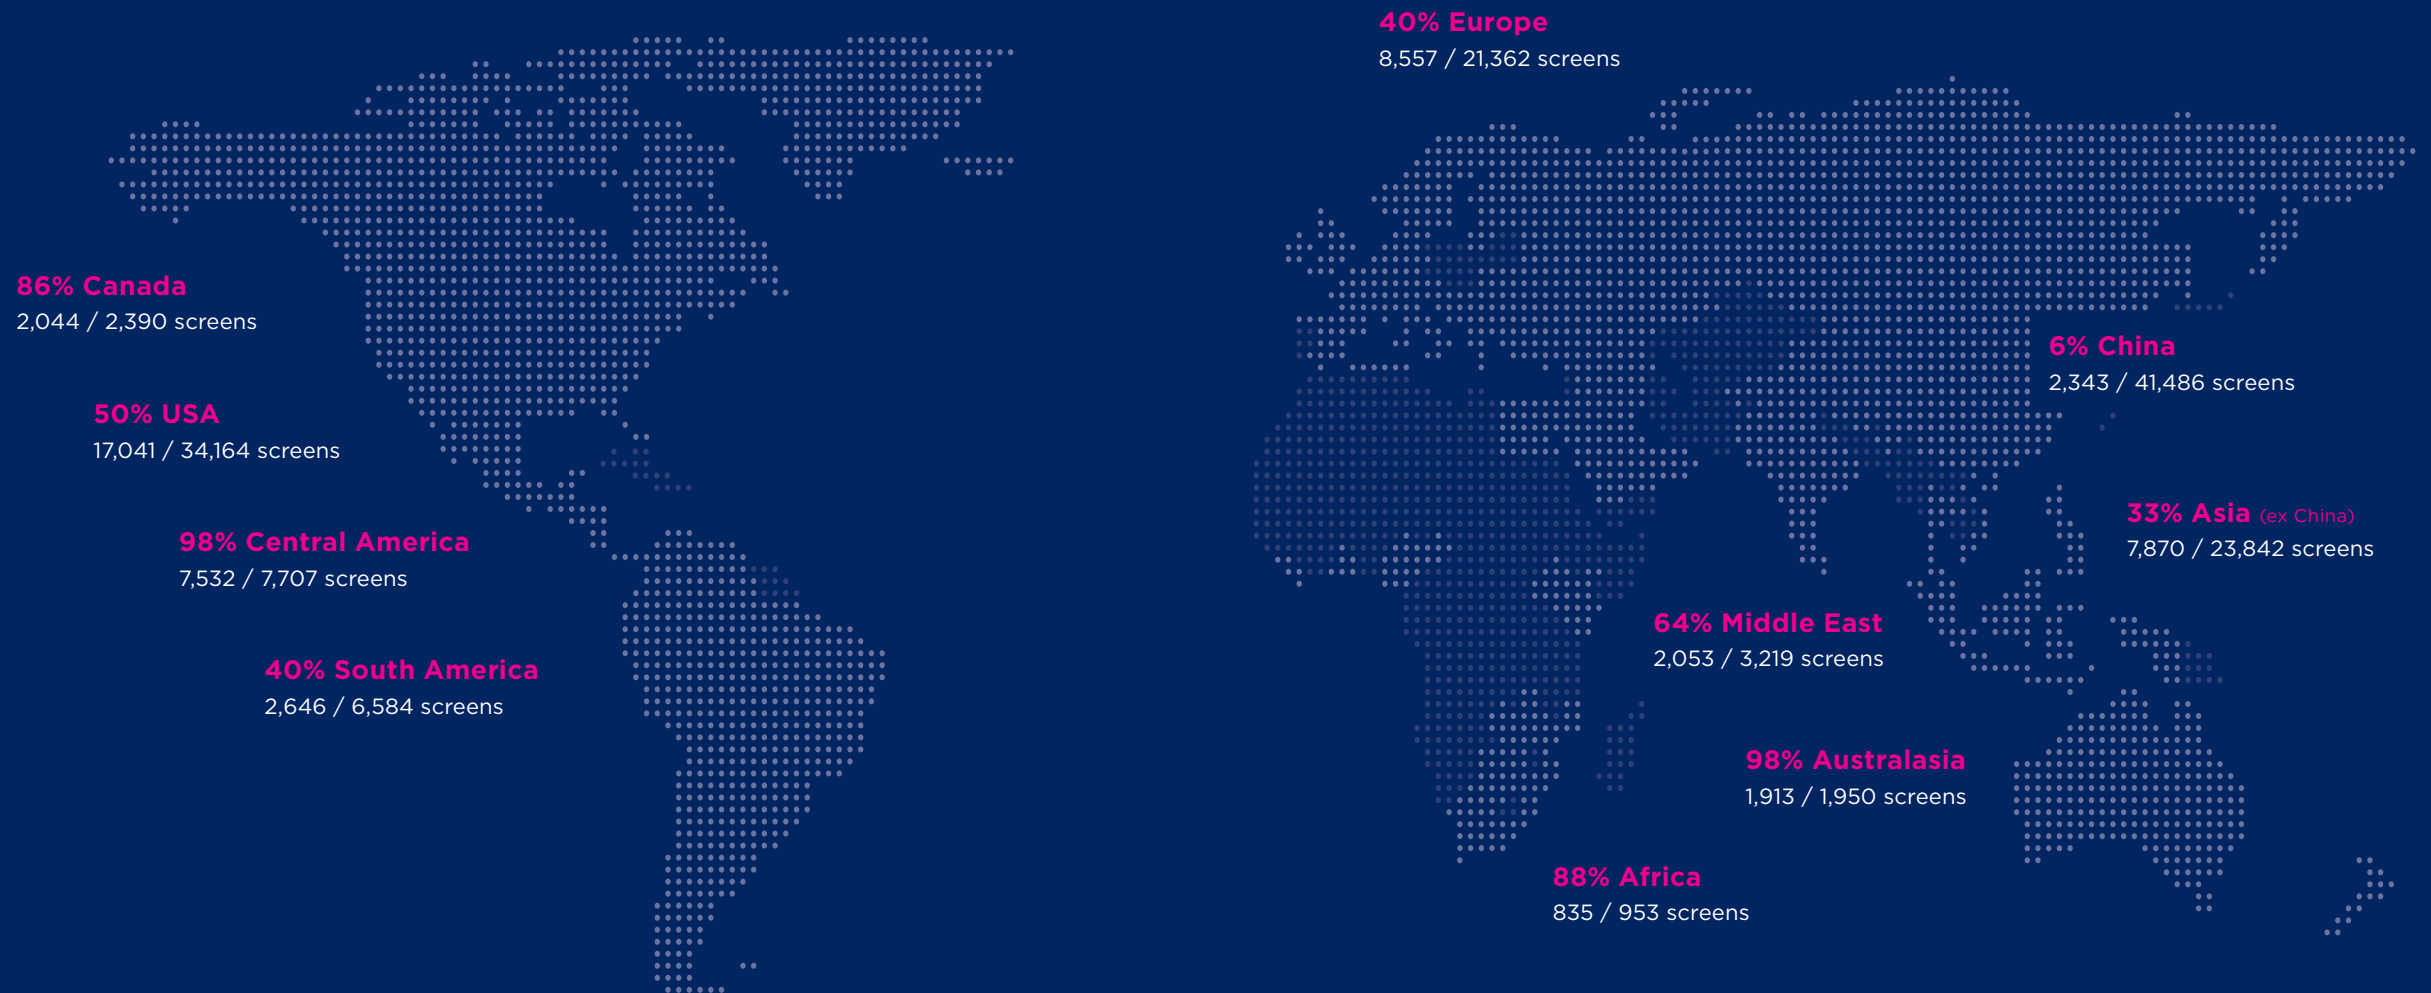 40% Europe
8,557 / 21,362 screens
86% Canada
2,044 / 2,390 screens
6% China
2,343 / 41,486 screens
50% USA
17,041 / 34,164 screens
33% Asia (ex China)
7,870 / 23,842 screens
98% Central America
7,532 / 7,707 screens
64% Middle East
2,053 / 3,219 screens
40% South America
2,646 / 6,584 screens
98% Australasia
1,913 / 1,950 screens
88% Africa
835 / 953 screens